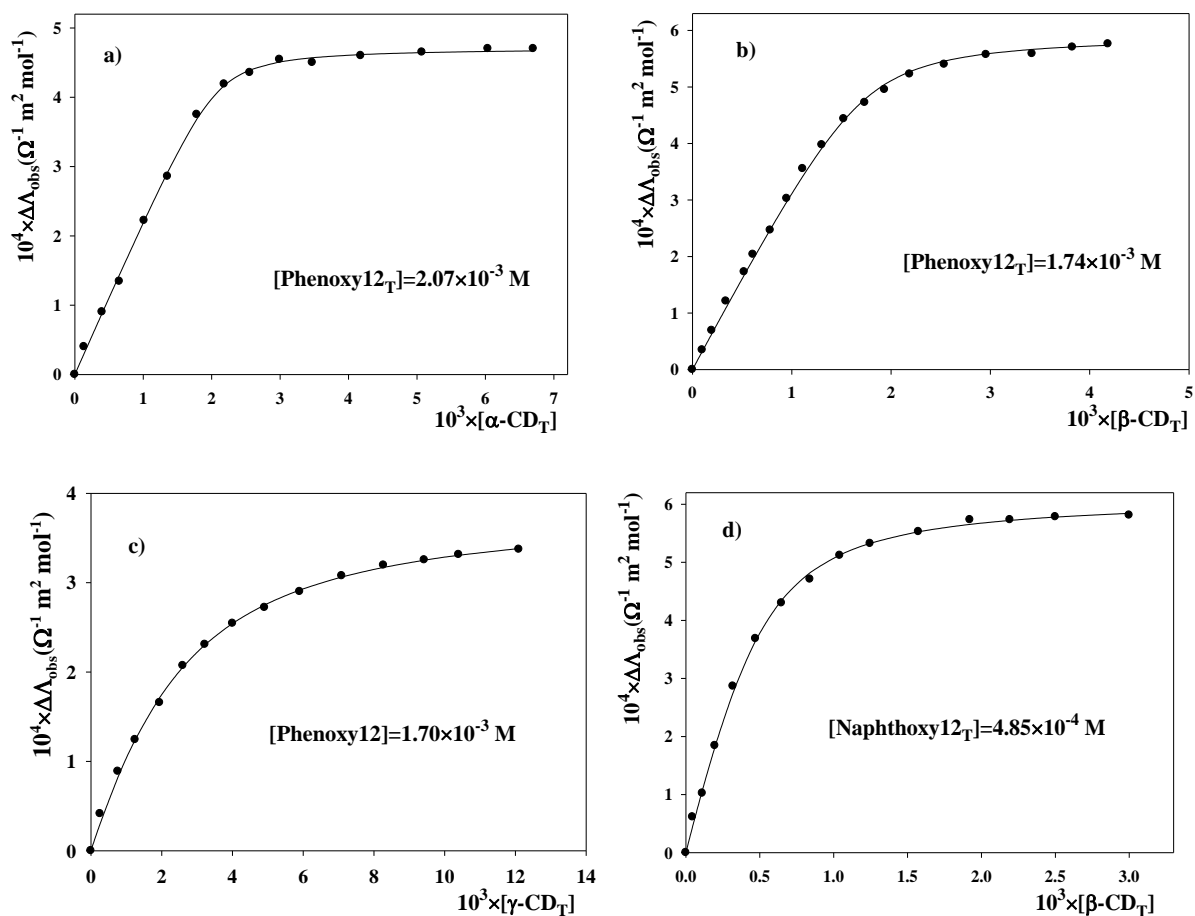 a)
10⁴×ΔΛobs(Ω⁻¹ m² mol⁻¹)
5
4
3
2
1
0
[Phenoxy12T]=2.07×10⁻³ M
0 1 2 3 4 5 6 7
10³×[α-CDT]
b)
10⁴×ΔΛobs(Ω⁻¹ m² mol⁻¹)
6
5
4
3
2
1
0
[Phenoxy12T]=1.74×10⁻³ M
0 1 2 3 4 5
10³×[β-CDT]
c)
10⁴×ΔΛobs(Ω⁻¹ m² mol⁻¹)
4
3
2
1
0
[Phenoxy12]=1.70×10⁻³ M
0 2 4 6 8 10 12 14
10³×[γ-CDT]
d)
10⁴×ΔΛobs(Ω⁻¹ m² mol⁻¹)
6
5
4
3
2
1
0
[Naphthoxy12T]=4.85×10⁻⁴ M
0.0 0.5 1.0 1.5 2.0 2.5 3.0
10³×[β-CDT]